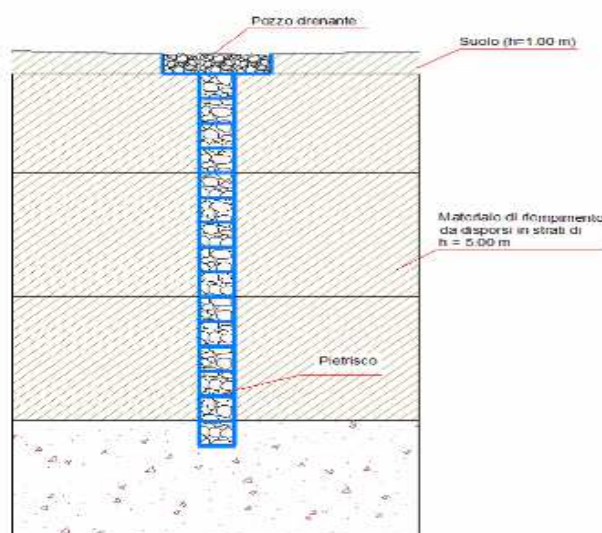 Pozzo drenante
Suolo (h=1.00 m)
Materiale di riempimento
da disporsi in strati di
h = 5.00 m
Pietrisco